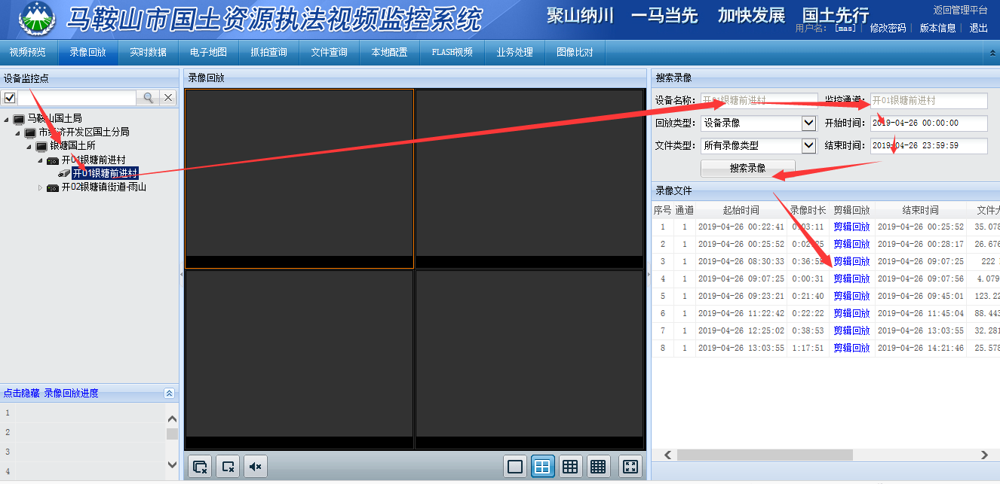 马鞍山市国土资源执法视频监控系统
聚山纳川 一马当先 加快发展 国土先行
返回管理平台
用户名: [mas] | 修改密码 | 版本信息 | 退出
视频预览 录像回放 实时数据 电子地图 抓拍查询 文件查询 本地配置 FLASH视频 业务处理 图像比对
设备监控点
马鞍山国土局
市经济开发区国土分局
银塘国土所
开01银塘前进村
开01银塘前进村
开02银塘镇街道-雨山
点击隐藏 录像回放进度
1
2
3
4
录像回放
搜索录像
设备名称: 开01银塘前进村 监控通道: 开01银塘前进村
回放类型: 设备录像 开始时间: 2019-04-26 00:00:00
文件类型: 所有录像类型 结束时间: 2019-04-26 23:59:59
搜索录像
录像文件
序号 通道 起始时间 录像时长 剪辑回放 结束时间 文件大
1 1 2019-04-26 00:22:41 0:03:11 剪辑回放 2019-04-26 00:25:52 35.078
2 1 2019-04-26 00:25:52 0:02:25 剪辑回放 2019-04-26 00:28:17 26.676
3 1 2019-04-26 08:30:33 0:36:52 剪辑回放 2019-04-26 09:07:25 222
4 1 2019-04-26 09:07:25 0:00:31 剪辑回放 2019-04-26 09:07:56 4.079
5 1 2019-04-26 09:23:21 0:21:40 剪辑回放 2019-04-26 09:45:01 123.22
6 1 2019-04-26 11:22:42 0:22:22 剪辑回放 2019-04-26 11:45:04 88.443
7 1 2019-04-26 12:25:02 0:38:53 剪辑回放 2019-04-26 13:03:55 32.281
8 1 2019-04-26 13:03:55 1:17:51 剪辑回放 2019-04-26 14:21:46 25.578